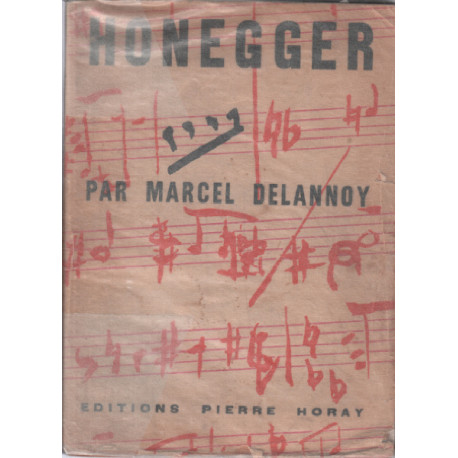 HONEGGER
PAR MARCEL DELANNOY
EDITIONS PIERRE HORAY